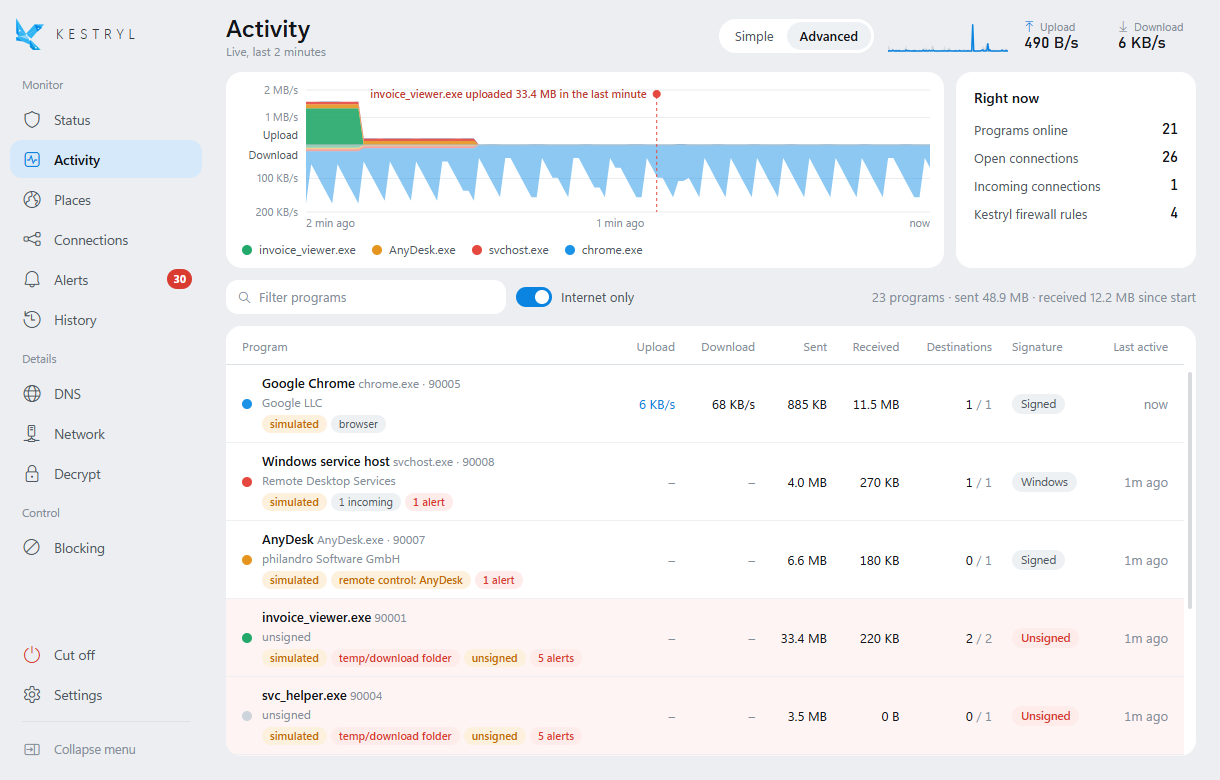 KESTRYL
Monitor
Status
Activity
Places
Connections
Alerts
30
History
Details
DNS
Network
Decrypt
Control
Blocking
Cut off
Settings
Collapse menu
Activity
Live, last 2 minutes
Simple
Advanced
Upload
490 B/s
Download
6 KB/s
2 MB/s
1 MB/s
Upload
Download
100 KB/s
200 KB/s
invoice_viewer.exe uploaded 33.4 MB in the last minute
2 min ago
1 min ago
now
invoice_viewer.exe
AnyDesk.exe
svchost.exe
chrome.exe
Right now
Programs online 21
Open connections 26
Incoming connections 1
Kestryl firewall rules 4
Filter programs
Internet only
23 programs · sent 48.9 MB · received 12.2 MB since start
Program Upload Download Sent Received Destinations Signature Last active
Google Chrome chrome.exe · 90005
Google LLC
6 KB/s 68 KB/s 885 KB 11.5 MB 1 / 1 Signed now
simulated browser
Windows service host svchost.exe · 90008
Remote Desktop Services
– – 4.0 MB 270 KB 1 / 1 Windows 1m ago
simulated 1 incoming 1 alert
AnyDesk AnyDesk.exe · 90007
philandro Software GmbH
– – 6.6 MB 180 KB 0 / 1 Signed 1m ago
simulated remote control: AnyDesk 1 alert
invoice_viewer.exe 90001
unsigned
– – 33.4 MB 220 KB 2 / 2 Unsigned 1m ago
simulated temp/download folder unsigned 5 alerts
svc_helper.exe 90004
unsigned
– – 3.5 MB 0 B 0 / 1 Unsigned 1m ago
simulated temp/download folder unsigned 5 alerts